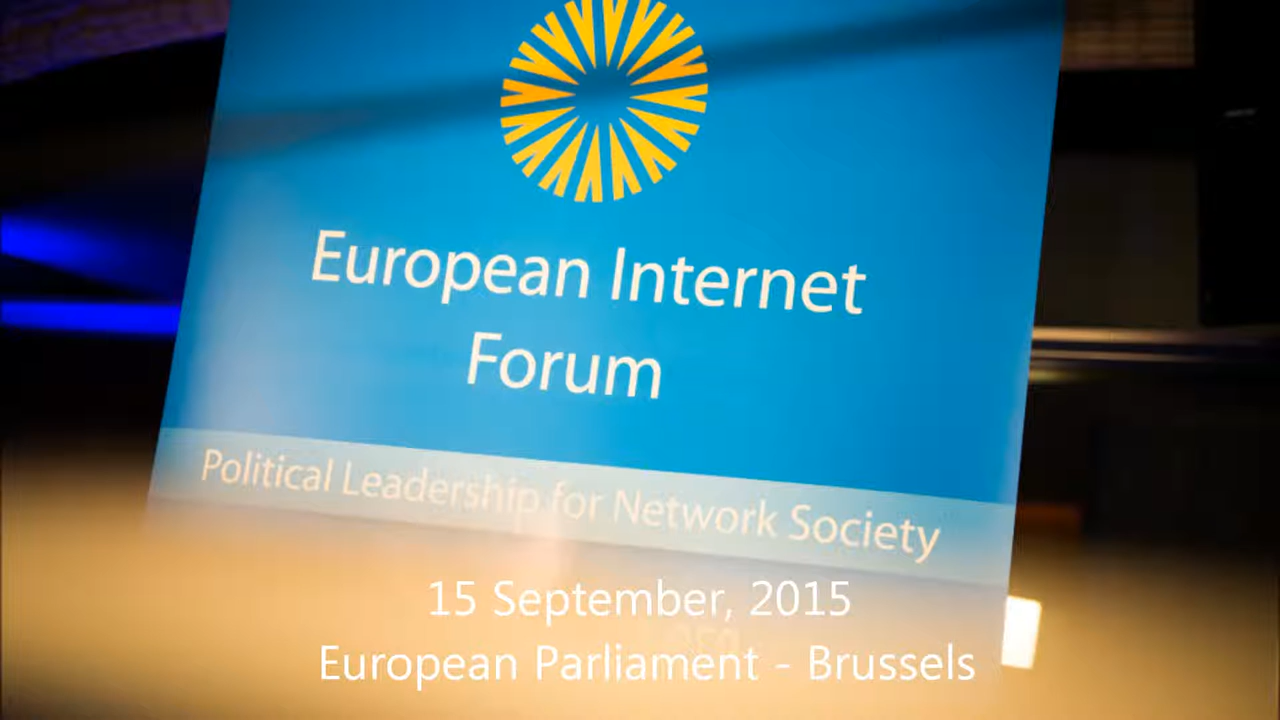 European Internet
Forum
Political Leadership for Network Society
15 September, 2015
European Parliament - Brussels